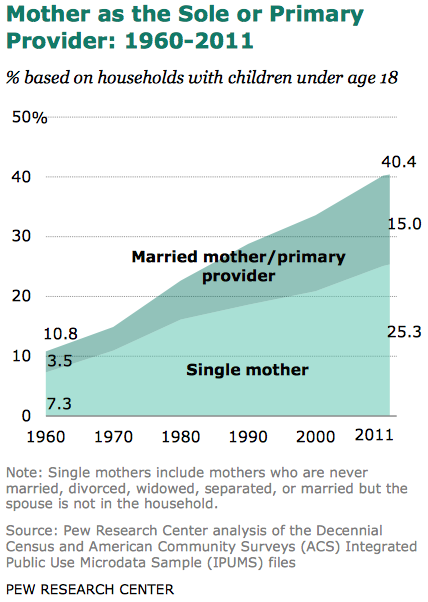 Mother as the Sole or Primary
Provider: 1960-2011
% based on households with children under age 18
50%
40.4
40
15.0
30
Married mother/primary
provider
20
10.8
25.3
10
3.5
Single mother
7.3
0
1960 1970 1980 1990 2000 2011
Note: Single mothers include mothers who are never
married, divorced, widowed, separated, or married but the
spouse is not in the household.
Source: Pew Research Center analysis of the Decennial
Census and American Community Surveys (ACS) Integrated
Public Use Microdata Sample (IPUMS) files
PEW RESEARCH CENTER